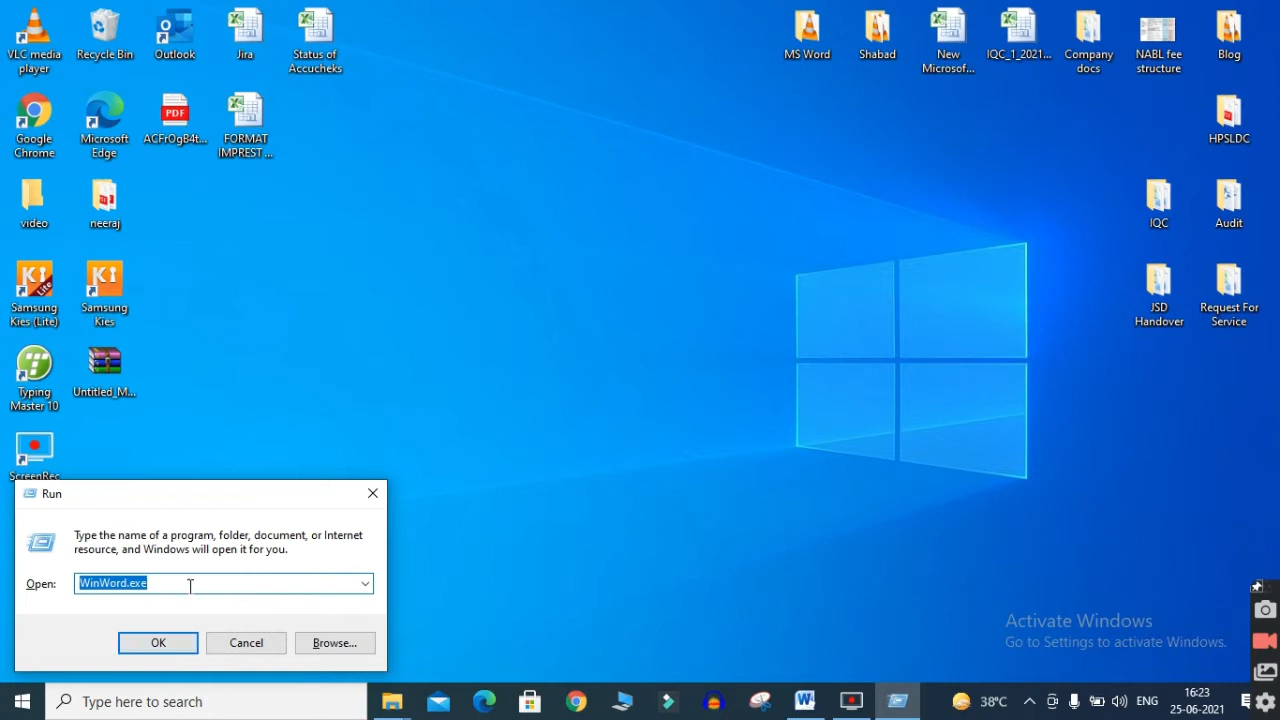 VLC media
player
Recycle Bin
Outlook
Jira
Status of
Accucheks
MS Word
Shabad
New
Microsof...
IQC_1_2021...
Company
docs
NABL fee
structure
Blog
Google
Chrome
Microsoft
Edge
PDF
ACFrOgB4t...
FORMAT
IMPREST ...
HPSLDC
video
neeraj
IQC
Audit
Samsung
Kies (Lite)
Samsung
Kies
JSD
Handover
Request For
Service
Typing
Master 10
Untitled_M...
ScreenRec
Run
Type the name of a program, folder, document, or Internet
resource, and Windows will open it for you.
Open:
WinWord.exe
OK
Cancel
Browse...
Activate Windows
Go to Settings to activate Windows.
Type here to search
38°C
ENG
16:23
25-06-2021